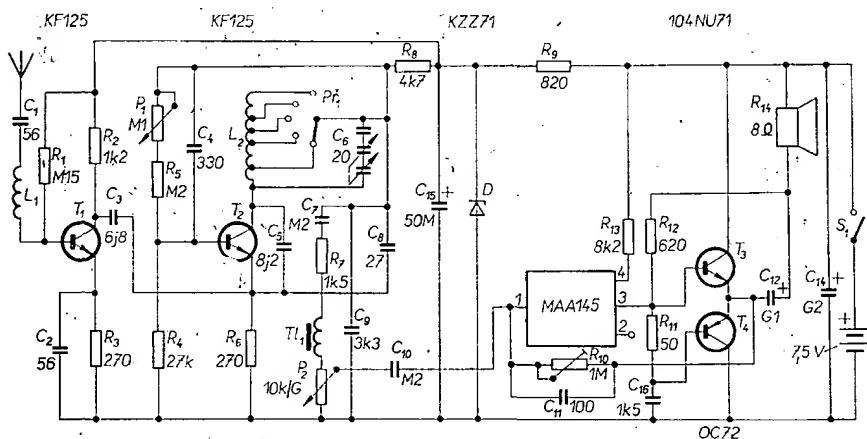 KF125 KF125 KZZ71 104NU71
R8
4k7
R9
820
C1
56
L1
R1
M15
R2
1k2
P1
M1
R5
M2
C4
330
L2
Př1
C6
20
C3
6j8
T1
T2
C5
8j2
C7
M2
R7
1k5
C8
27
C15
+
50M
D
R13
8k2
R12
620
R14
8Ω
S1
C2
56
R3
270
R4
27k
R6
270
Tl1
P2
10k/G
C9
3k3
C10
M2
1
MAA145
4
3
2
R11
50
R10
1M
C11
100
C16
1k5
T3
T4
C12
+
G1
C14
+
G2
+
7,5V
OC72